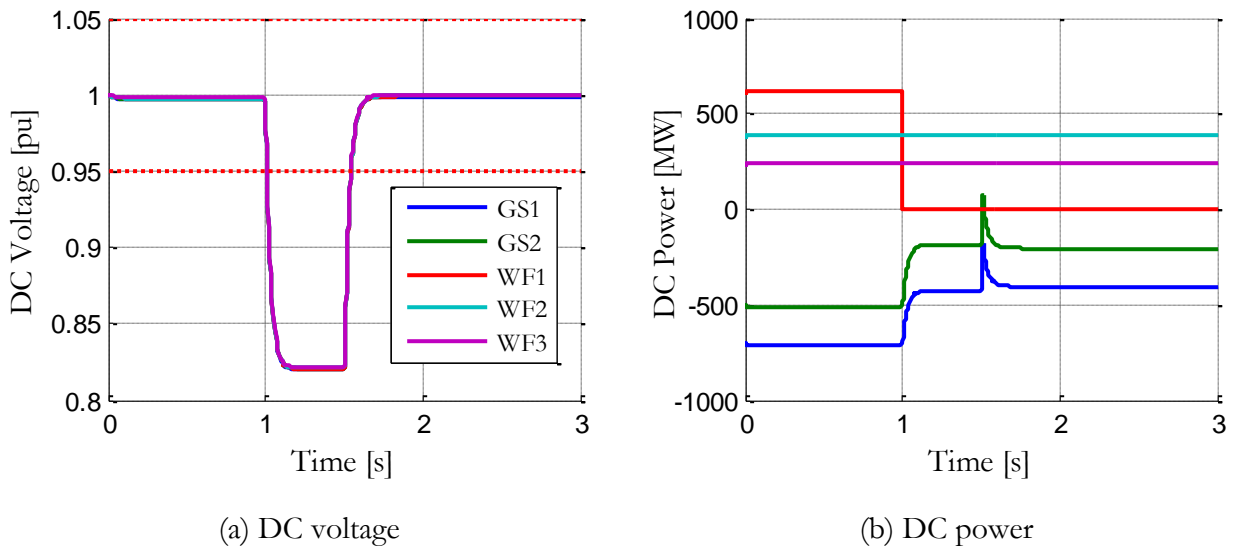 1.05
1
0.95
0.9
0.85
0.8
DC Voltage [pu]
0
1
2
3
Time [s]
GS1
GS2
WF1
WF2
WF3
(a) DC voltage
1000
500
0
-500
-1000
DC Power [MW]
0
1
2
3
Time [s]
(b) DC power